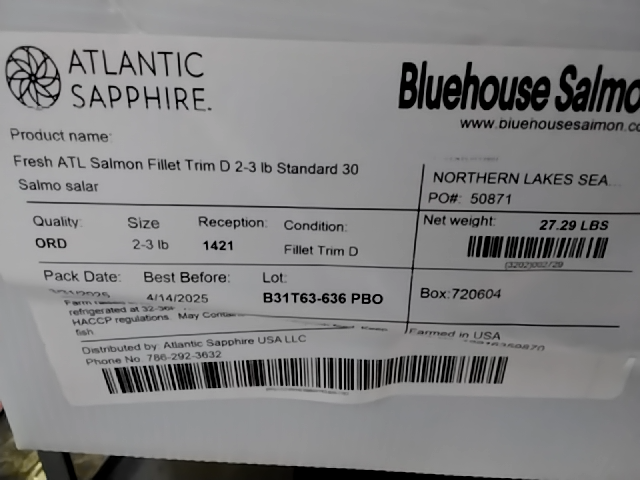 ATLANTIC
SAPPHIRE.
Bluehouse Salmo
www.bluehousesalmon.co
Product name:
Fresh ATL Salmon Fillet Trim D 2-3 lb Standard 30
Salmo salar
NORTHERN LAKES SEA...
PO#: 50871
Quality: Size Reception: Condition:
ORD 2-3 lb 1421 Fillet Trim D
Net weight: 27.29 LBS
(3202)002729
Pack Date: Best Before: Lot:
4/14/2025 B31T63-636 PBO
Box:720604
refrigerated at
HACCP regulations. May
fish
Farmed in USA
Distributed by: Atlantic Sapphire USA LLC
Phone No. 786-292-3632